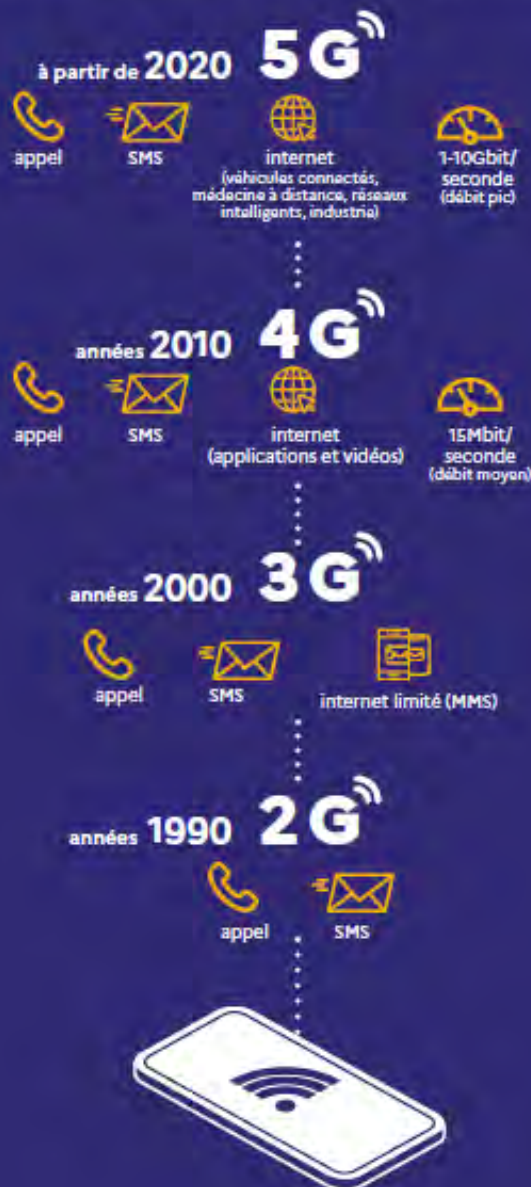 à partir de 2020 5G
appel
SMS
internet
(véhicules connectés,
médecine à distance, réseaux
intelligents, industrie)
1-10Gbit/
seconde
(débit pic)
années 2010 4G
appel
SMS
internet
(applications et vidéos)
15Mbit/
seconde
(débit moyen)
années 2000 3G
appel
SMS
internet limité (MMS)
années 1990 2G
appel
SMS